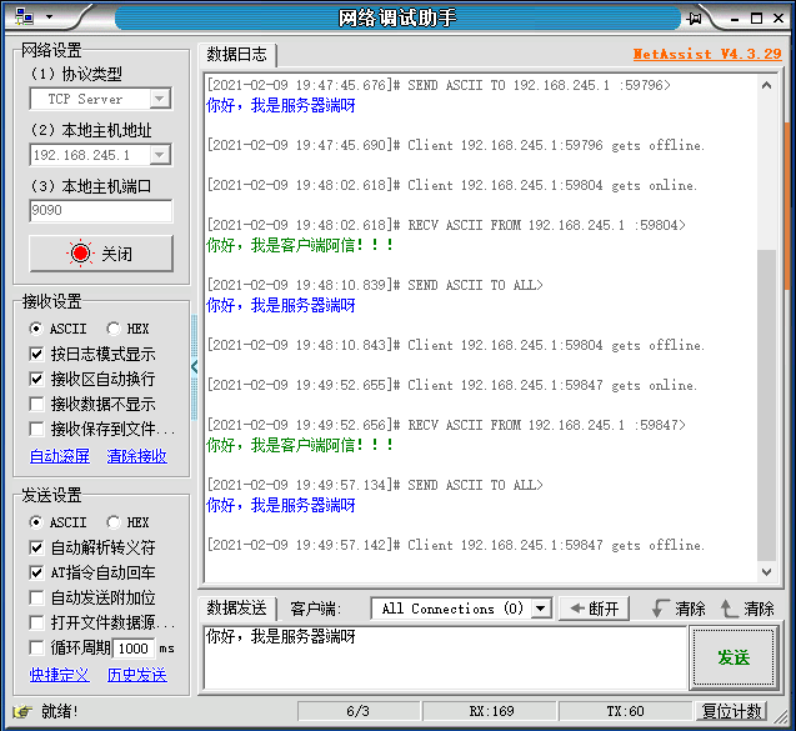 网络调试助手
网络设置
(1) 协议类型
TCP Server
(2) 本地主机地址
192.168.245.1
(3) 本地主机端口
9090
关闭
接收设置
ASCII HEX
按日志模式显示
接收区自动换行
接收数据不显示
接收保存到文件...
自动滚屏 清除接收
发送设置
ASCII HEX
自动解析转义符
AT指令自动回车
自动发送附加位
打开文件数据源...
循环周期 1000 ms
快捷定义 历史发送
数据日志 NetAssist V4.3.29
[2021-02-09 19:47:45.676]# SEND ASCII TO 192.168.245.1 :59796>
你好，我是服务器端呀
[2021-02-09 19:47:45.690]# Client 192.168.245.1:59796 gets offline.
[2021-02-09 19:48:02.618]# Client 192.168.245.1:59804 gets online.
[2021-02-09 19:48:02.618]# RECV ASCII FROM 192.168.245.1 :59804>
你好，我是客户端阿信！！！
[2021-02-09 19:48:10.839]# SEND ASCII TO ALL>
你好，我是服务器端呀
[2021-02-09 19:48:10.843]# Client 192.168.245.1:59804 gets offline.
[2021-02-09 19:49:52.655]# Client 192.168.245.1:59847 gets online.
[2021-02-09 19:49:52.656]# RECV ASCII FROM 192.168.245.1 :59847>
你好，我是客户端阿信！！！
[2021-02-09 19:49:57.134]# SEND ASCII TO ALL>
你好，我是服务器端呀
[2021-02-09 19:49:57.142]# Client 192.168.245.1:59847 gets offline.
数据发送 客户端: All Connections (0) 断开 清除 清除
你好，我是服务器端呀
发送
就绪! 6/3 RX:169 TX:60 复位计数